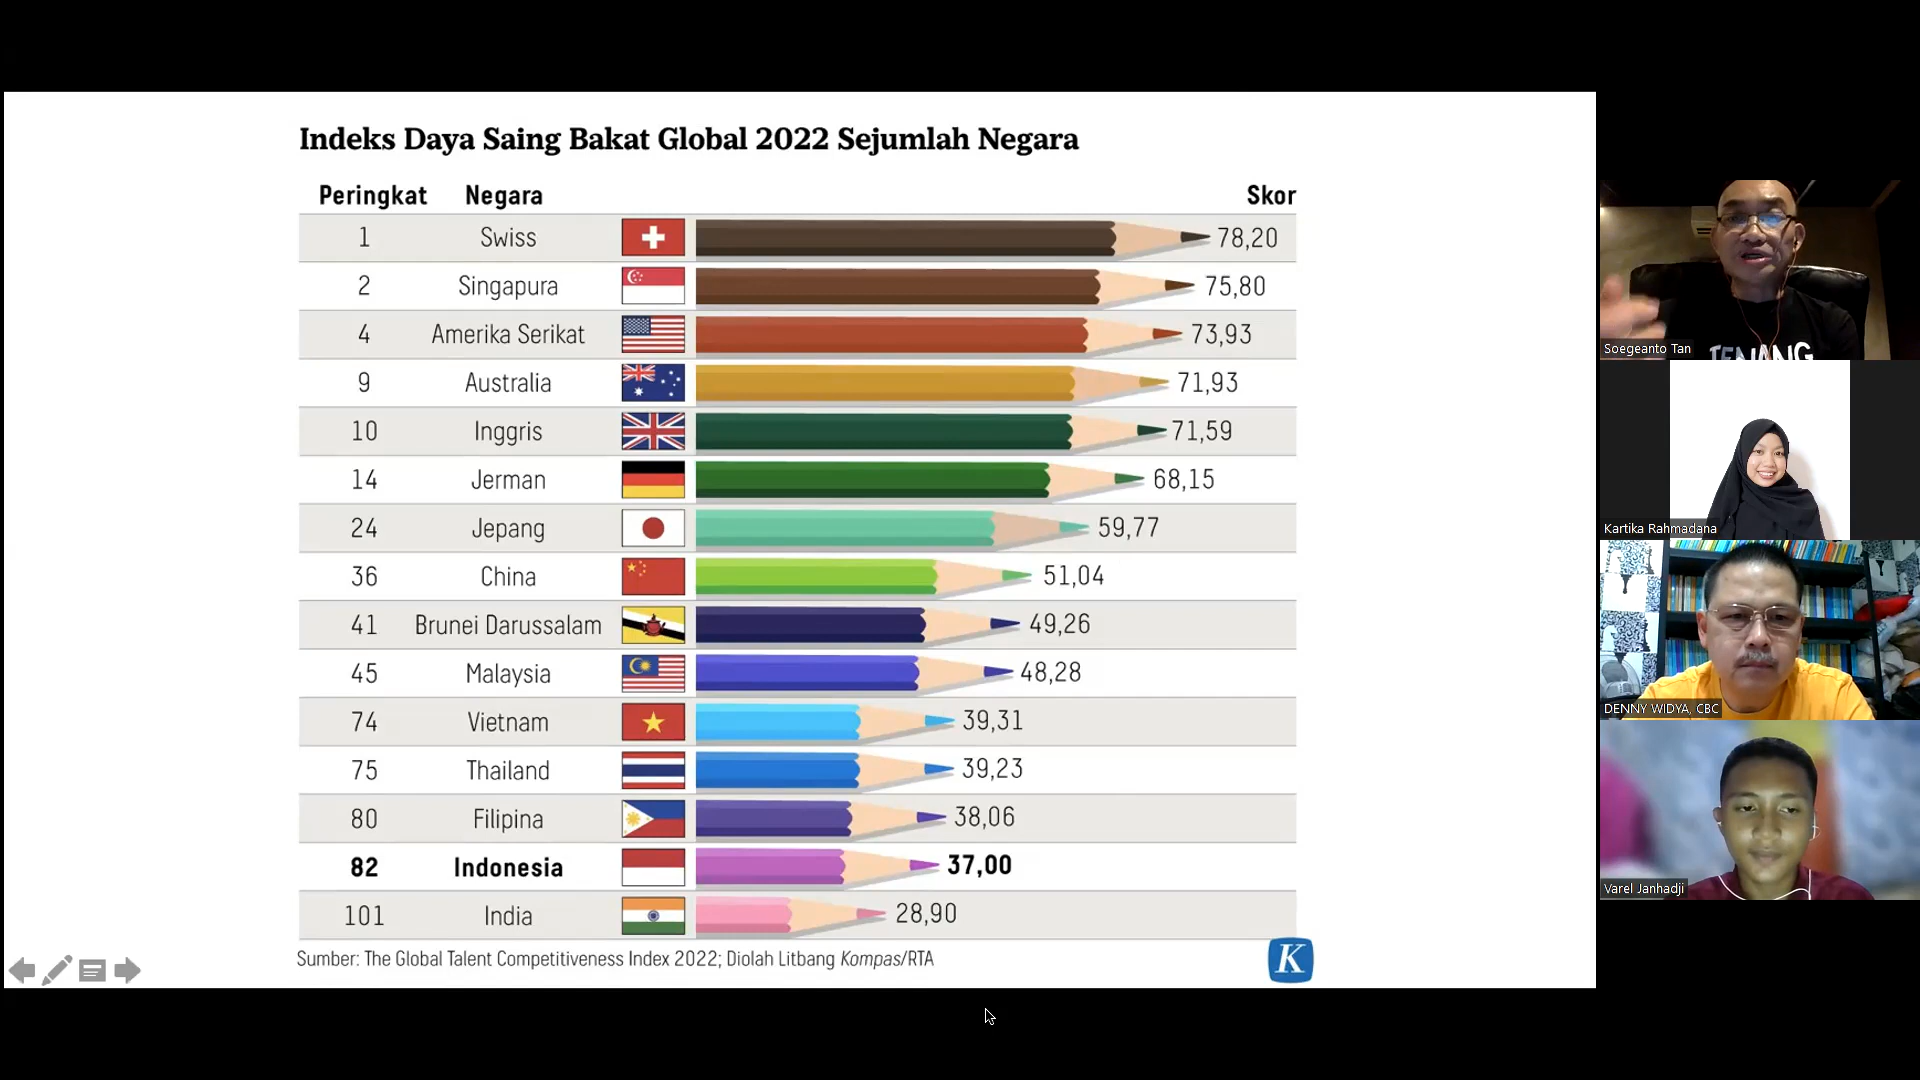 Indeks Daya Saing Bakat Global 2022 Sejumlah Negara
Peringkat Negara Skor
1 Swiss 78,20
2 Singapura 75,80
4 Amerika Serikat 73,93
9 Australia 71,93
10 Inggris 71,59
14 Jerman 68,15
24 Jepang 59,77
36 China 51,04
41 Brunei Darussalam 49,26
45 Malaysia 48,28
74 Vietnam 39,31
75 Thailand 39,23
80 Filipina 38,06
82 Indonesia 37,00
101 India 28,90
Sumber: The Global Talent Competitiveness Index 2022; Diolah Litbang Kompas/RTA
K
TENANG
Soegeanto Tan
Kartika Rahmadana
DENNY WIDYA, CBC
Varel Janhadji